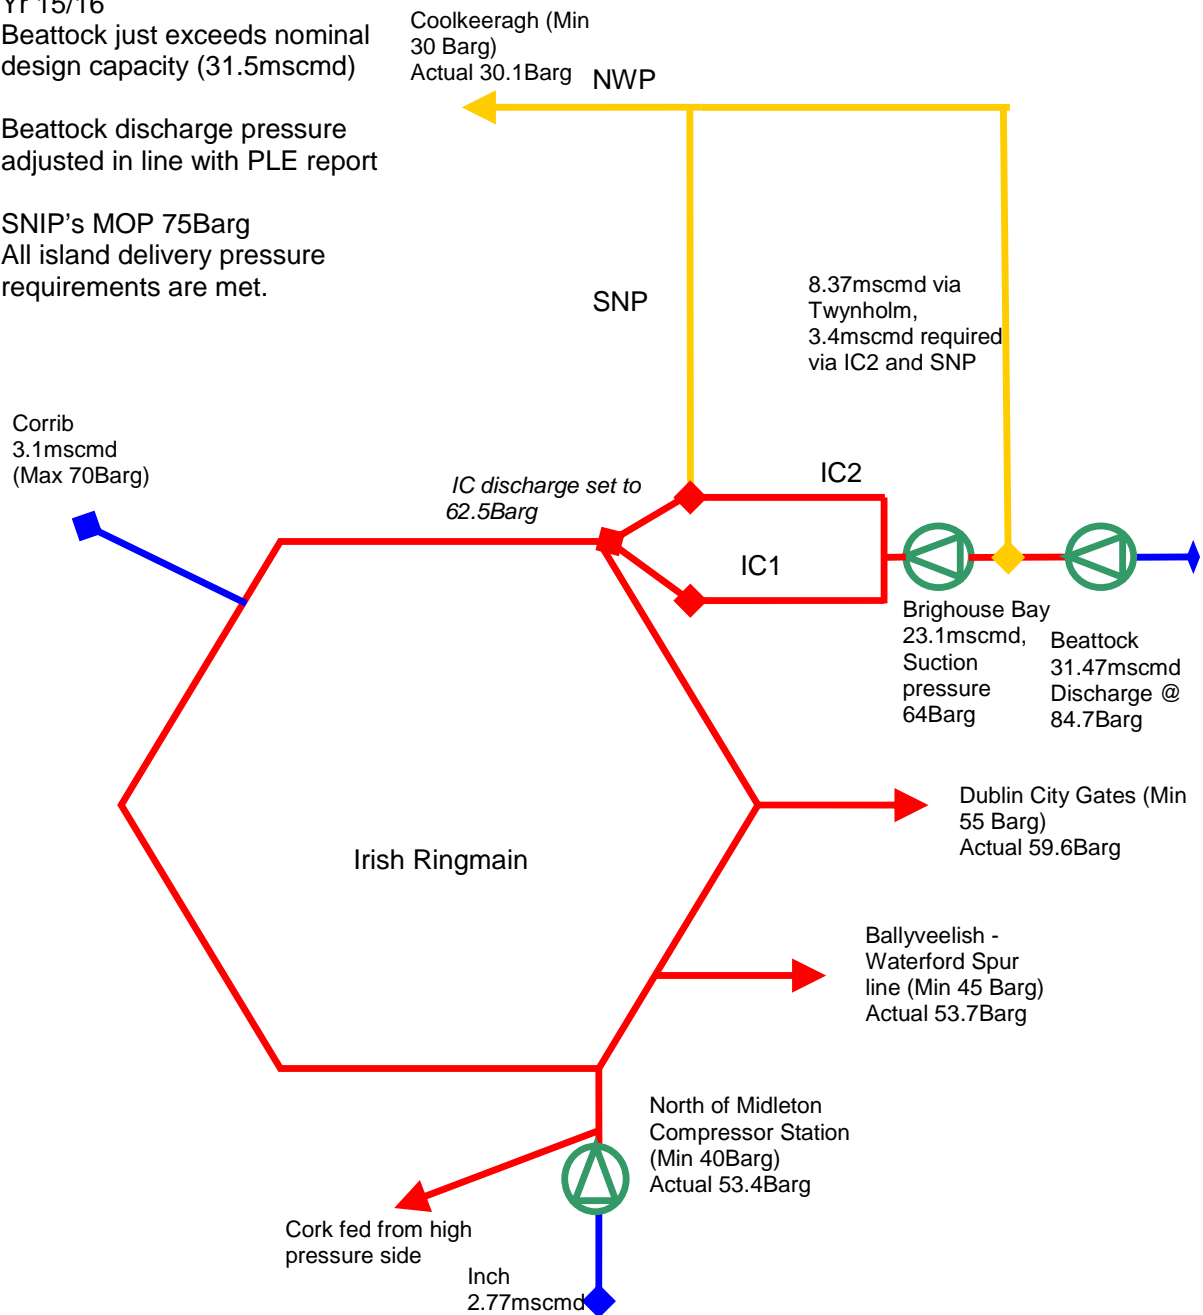 Yr 15/16
Beattock just exceeds nominal
design capacity (31.5mscmd)
Beattock discharge pressure
adjusted in line with PLE report
SNIP's MOP 75Barg
All island delivery pressure
requirements are met.
Coolkeeragh (Min
30 Barg)
Actual 30.1Barg
NWP
SNP
8.37mscmd via
Twynholm,
3.4mscmd required
via IC2 and SNP
Corrib
3.1mscmd
(Max 70Barg)
IC discharge set to
62.5Barg
IC2
IC1
Brighouse Bay
23.1mscmd,
Suction
pressure
64Barg
Beattock
31.47mscmd
Discharge @
84.7Barg
Dublin City Gates (Min
55 Barg)
Actual 59.6Barg
Irish Ringmain
Ballyveelish -
Waterford Spur
line (Min 45 Barg)
Actual 53.7Barg
North of Midleton
Compressor Station
(Min 40Barg)
Actual 53.4Barg
Cork fed from high
pressure side
Inch
2.77mscmd